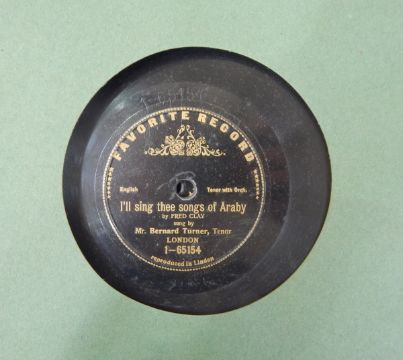 FAVORITE RECORD
English Tenor with Orch.
I'll sing thee songs of Araby
by FRED CLAY
sung by
Mr. Bernard Turner, Tenor
LONDON
1-65154
reproduced in Linden